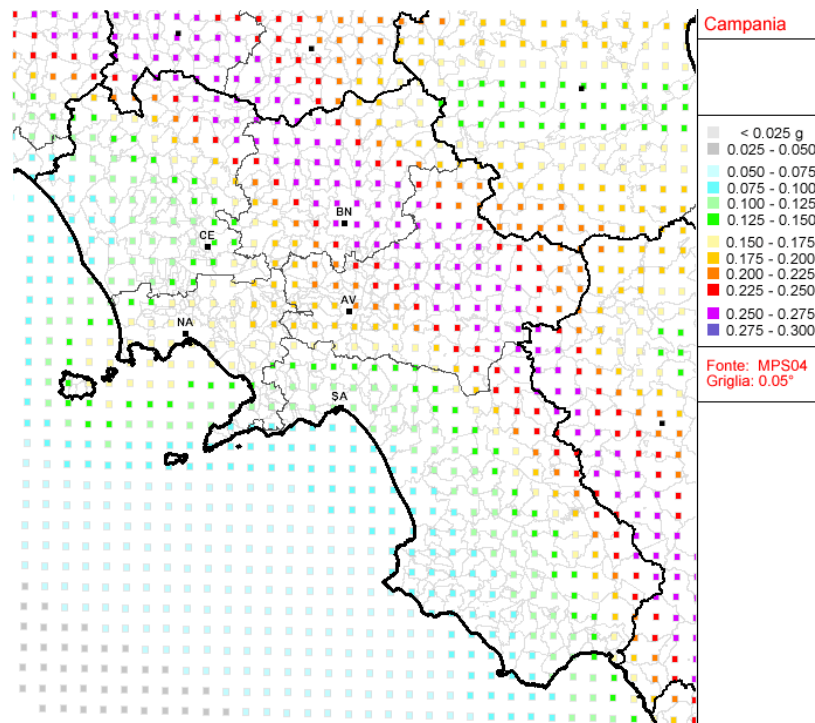 Campania
< 0.025 g
0.025 - 0.050
0.050 - 0.075
0.075 - 0.100
0.100 - 0.125
0.125 - 0.150
0.150 - 0.175
0.175 - 0.200
0.200 - 0.225
0.225 - 0.250
0.250 - 0.275
0.275 - 0.300
Fonte: MPS04
Griglia: 0.05°
BN
CE
AV
NA
SA